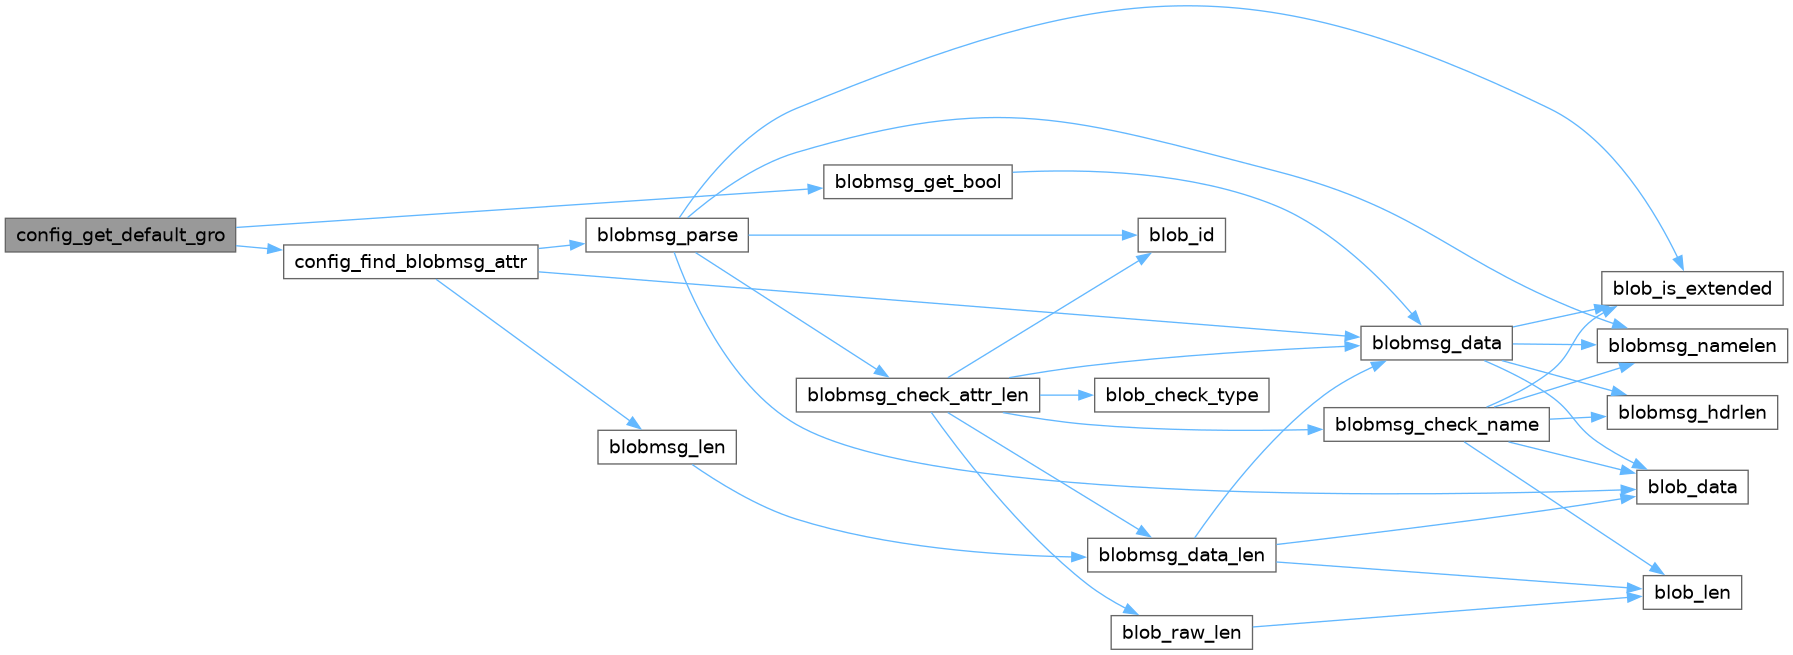 config_get_default_gro
config_find_blobmsg_attr
blobmsg_parse
blobmsg_get_bool
blobmsg_len
blobmsg_check_attr_len
blob_id
blob_check_type
blobmsg_data_len
blob_raw_len
blobmsg_data
blobmsg_check_name
blob_is_extended
blobmsg_namelen
blobmsg_hdrlen
blob_data
blob_len